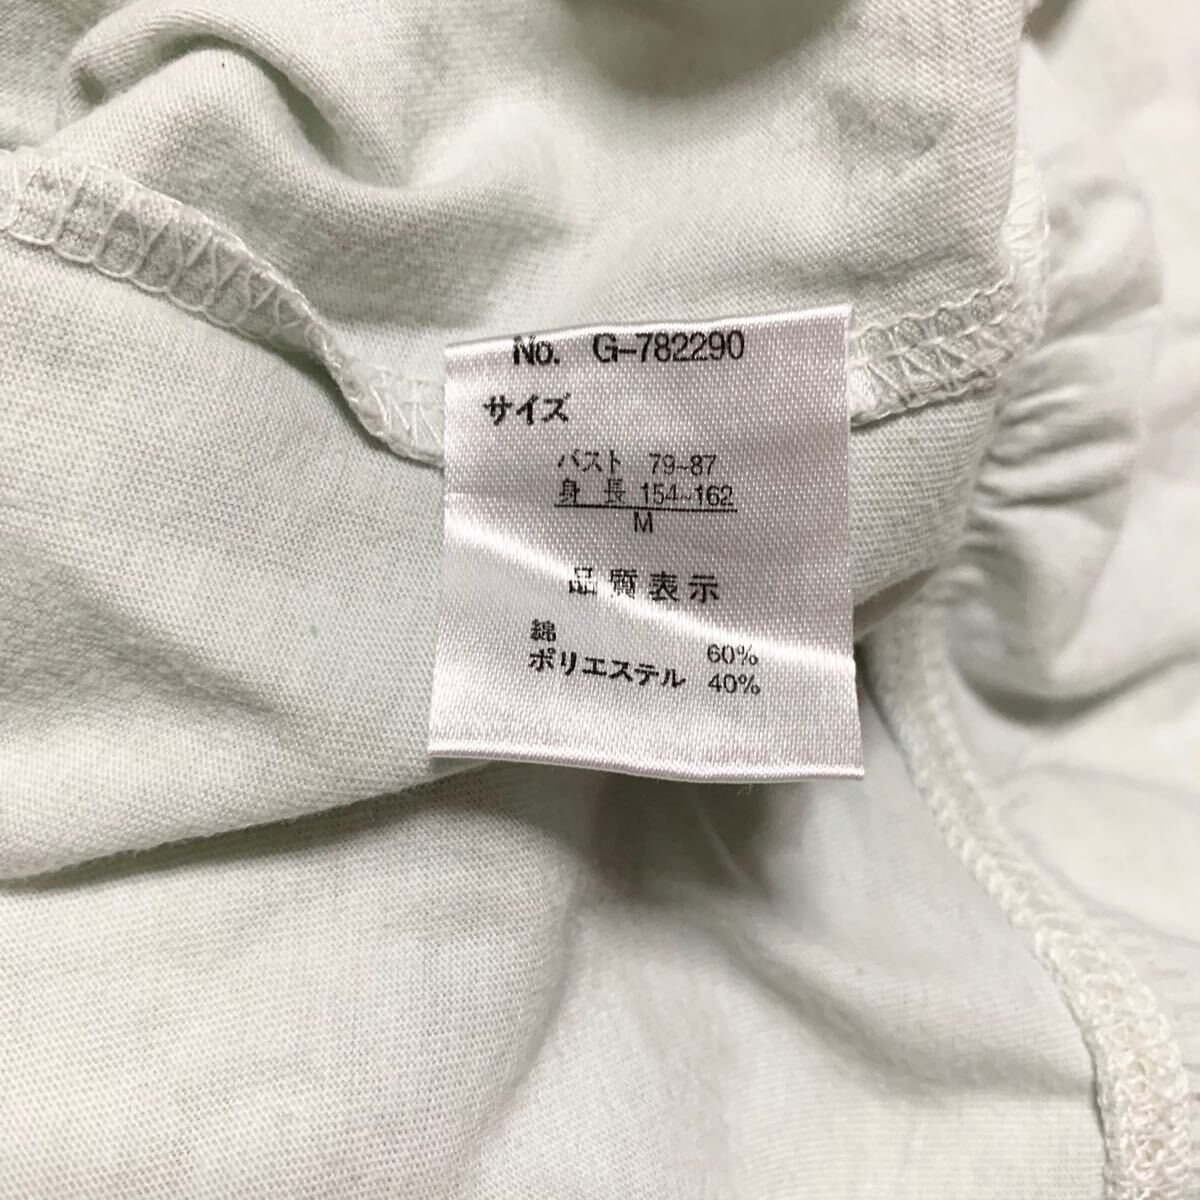 No. G-782290
サイズ
バスト 79~87
身長 154~162
M
品質表示
綿 60%
ポリエステル 40%